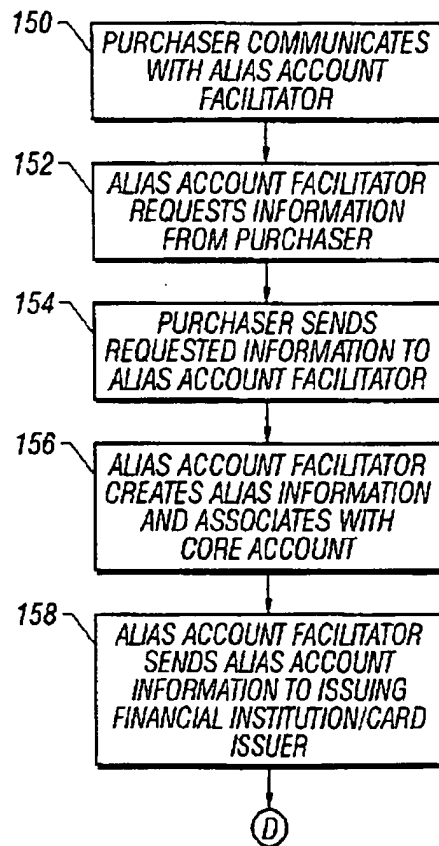 150
PURCHASER COMMUNICATES
WITH ALIAS ACCOUNT
FACILITATOR
152
ALIAS ACCOUNT FACILITATOR
REQUESTS INFORMATION
FROM PURCHASER
154
PURCHASER SENDS
REQUESTED INFORMATION TO
ALIAS ACCOUNT FACILITATOR
156
ALIAS ACCOUNT FACILITATOR
CREATES ALIAS INFORMATION
AND ASSOCIATES WITH
CORE ACCOUNT
158
ALIAS ACCOUNT FACILITATOR
SENDS ALIAS ACCOUNT
INFORMATION TO ISSUING
FINANCIAL INSTITUTION/CARD
ISSUER
D